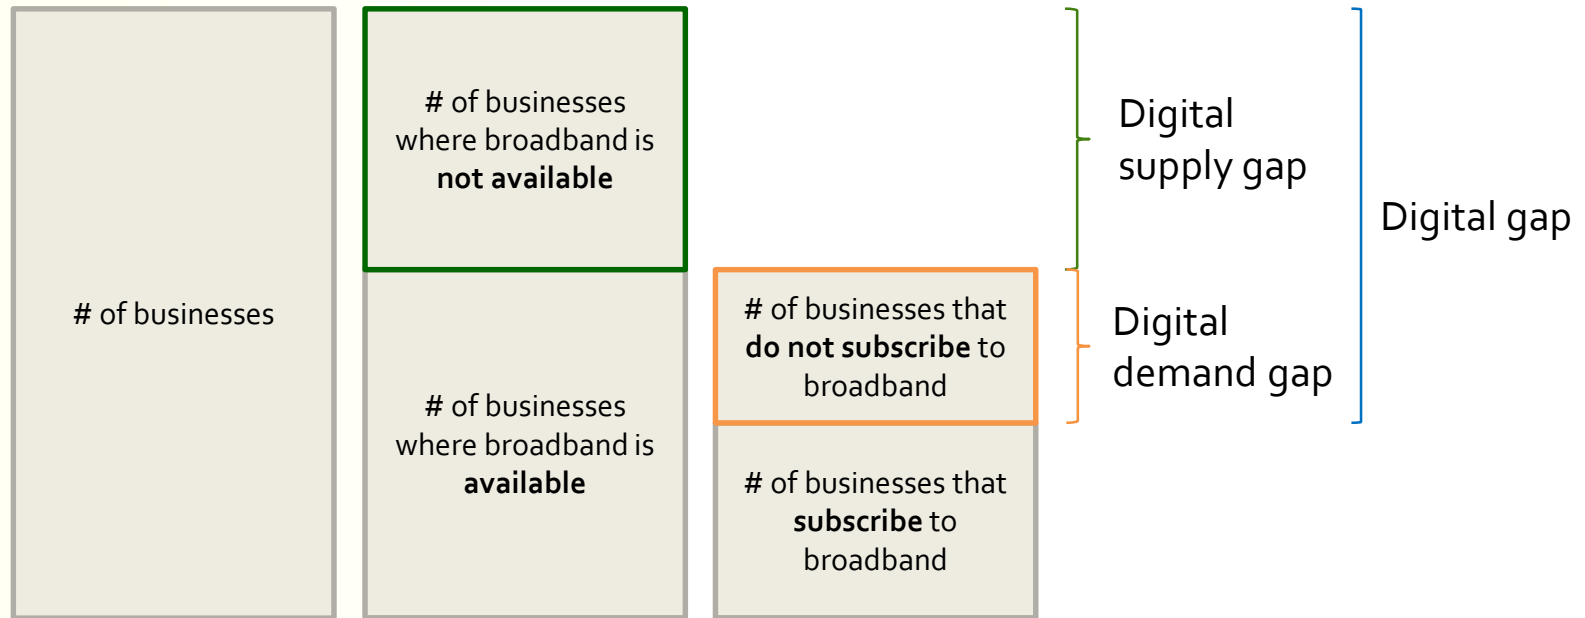 # of businesses
# of businesses
where broadband is
not available
# of businesses
where broadband is
available
# of businesses that
do not subscribe to
broadband
# of businesses that
subscribe to
broadband
Digital
supply gap
Digital
demand gap
Digital gap